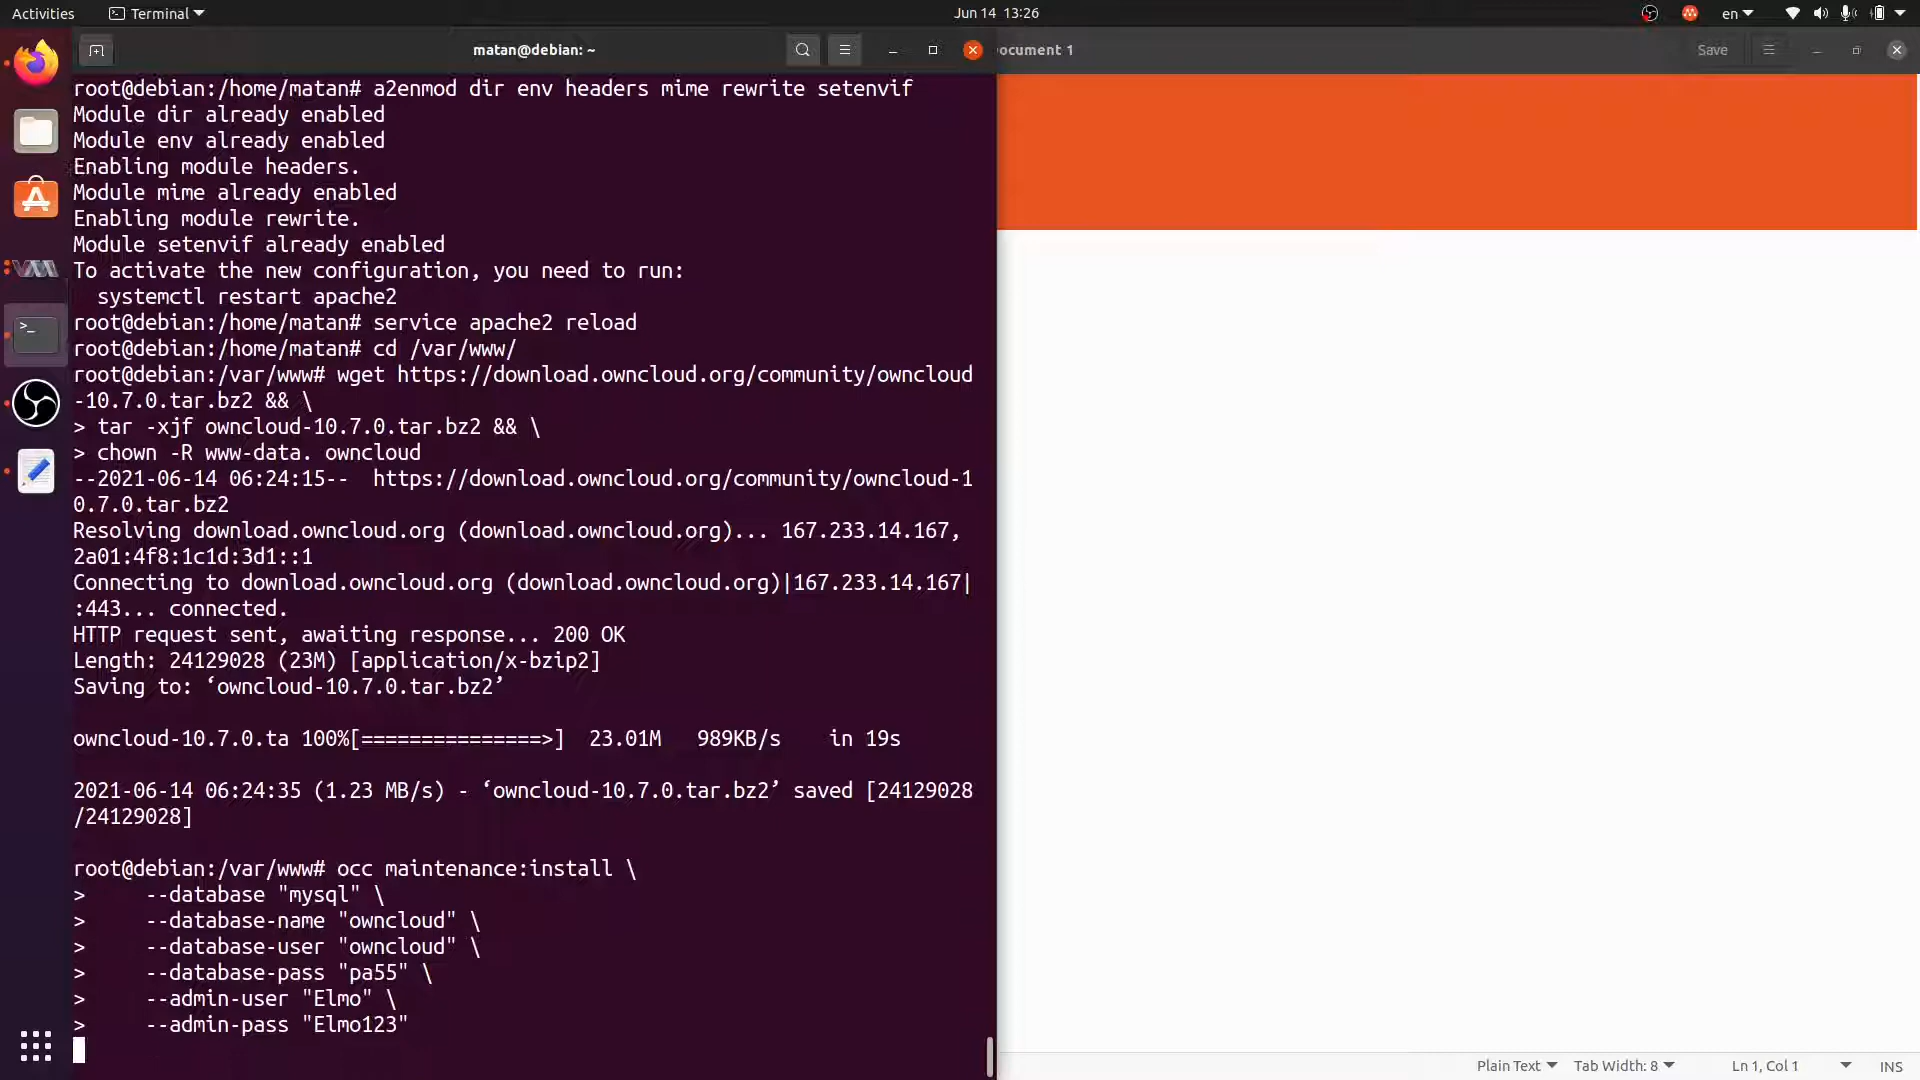 Activities
Terminal
Jun 14 13:26
en
matan@debian: ~
ocument 1
Save
root@debian:/home/matan# a2enmod dir env headers mime rewrite setenvif
Module dir already enabled
Module env already enabled
Enabling module headers.
Module mime already enabled
Enabling module rewrite.
Module setenvif already enabled
To activate the new configuration, you need to run:
  systemctl restart apache2
root@debian:/home/matan# service apache2 reload
root@debian:/home/matan# cd /var/www/
root@debian:/var/www# wget https://download.owncloud.org/community/owncloud
-10.7.0.tar.bz2 && \
> tar -xjf owncloud-10.7.0.tar.bz2 && \
> chown -R www-data. owncloud
--2021-06-14 06:24:15--  https://download.owncloud.org/community/owncloud-1
0.7.0.tar.bz2
Resolving download.owncloud.org (download.owncloud.org)... 167.233.14.167,
2a01:4f8:1c1d:3d1::1
Connecting to download.owncloud.org (download.owncloud.org)|167.233.14.167|
:443... connected.
HTTP request sent, awaiting response... 200 OK
Length: 24129028 (23M) [application/x-bzip2]
Saving to: ‘owncloud-10.7.0.tar.bz2’
owncloud-10.7.0.ta 100%[===============>]  23.01M   989KB/s    in 19s
2021-06-14 06:24:35 (1.23 MB/s) - ‘owncloud-10.7.0.tar.bz2’ saved [24129028
/24129028]
root@debian:/var/www# occ maintenance:install \
>     --database "mysql" \
>     --database-name "owncloud" \
>     --database-user "owncloud" \
>     --database-pass "pa55" \
>     --admin-user "Elmo" \
>     --admin-pass "Elmo123"
Plain Text
Tab Width: 8
Ln 1, Col 1
INS